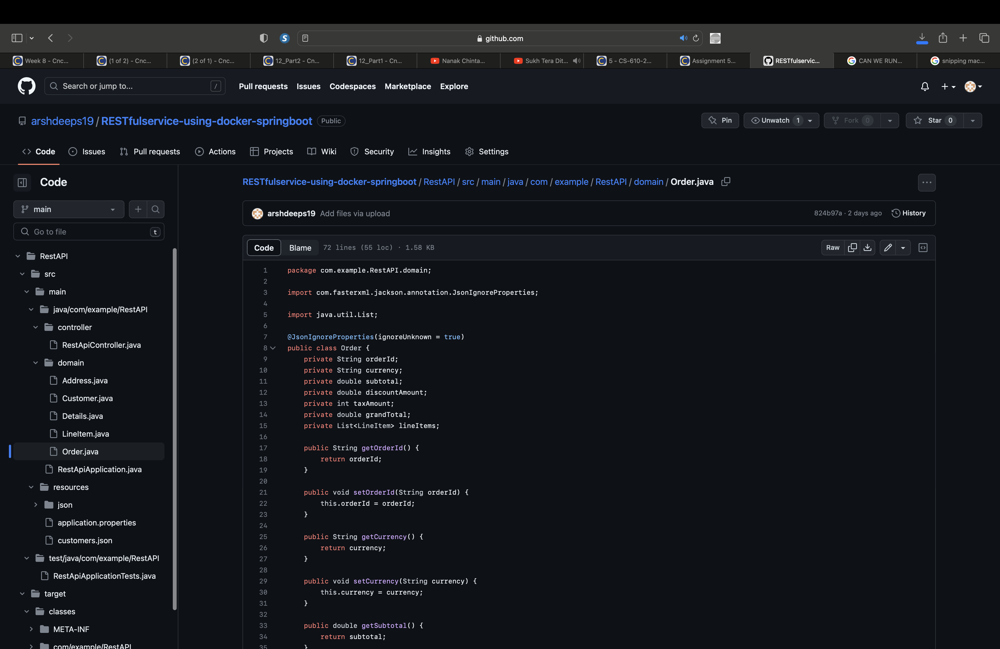 github.com
Week 8 - Cnc...
(1 of 2) - Cnc...
(2 of 1) - Cnc...
12_Part2 - Cn...
12_Part1 - Cn...
Nanak Chinta...
Sukh Tera Dit...
5 - CS-610-2...
Assignment 5...
RESTfulservic...
CAN WE RUN...
snipping mac...
Search or jump to... /
Pull requests Issues Codespaces Marketplace Explore
arshdeeps19 / RESTfulservice-using-docker-springboot Public
Pin Unwatch 1 Fork 0 Star 0
Code Issues Pull requests Actions Projects Wiki Security Insights Settings
Code
main
Go to file t
RestAPI
src
main
java/com/example/RestAPI
controller
RestApiController.java
domain
Address.java
Customer.java
Details.java
LineItem.java
Order.java
RestApiApplication.java
resources
json
application.properties
customers.json
test/java/com/example/RestAPI
RestApiApplicationTests.java
target
classes
META-INF
com/example/RestAPI
RESTfulservice-using-docker-springboot / RestAPI / src / main / java / com / example / RestAPI / domain / Order.java
arshdeeps19 Add files via upload 824b97a · 2 days ago History
Code Blame 72 lines (55 loc) · 1.58 KB Raw
1 package com.example.RestAPI.domain;
2
3 import com.fasterxml.jackson.annotation.JsonIgnoreProperties;
4
5 import java.util.List;
6
7 @JsonIgnoreProperties(ignoreUnknown = true)
8 public class Order {
9 private String orderId;
10 private String currency;
11 private double subtotal;
12 private double discountAmount;
13 private int taxAmount;
14 private double grandTotal;
15 private List<LineItem> lineItems;
16
17 public String getOrderId() {
18 return orderId;
19 }
20
21 public void setOrderId(String orderId) {
22 this.orderId = orderId;
23 }
24
25 public String getCurrency() {
26 return currency;
27 }
28
29 public void setCurrency(String currency) {
30 this.currency = currency;
31 }
32
33 public double getSubtotal() {
34 return subtotal;
35 }